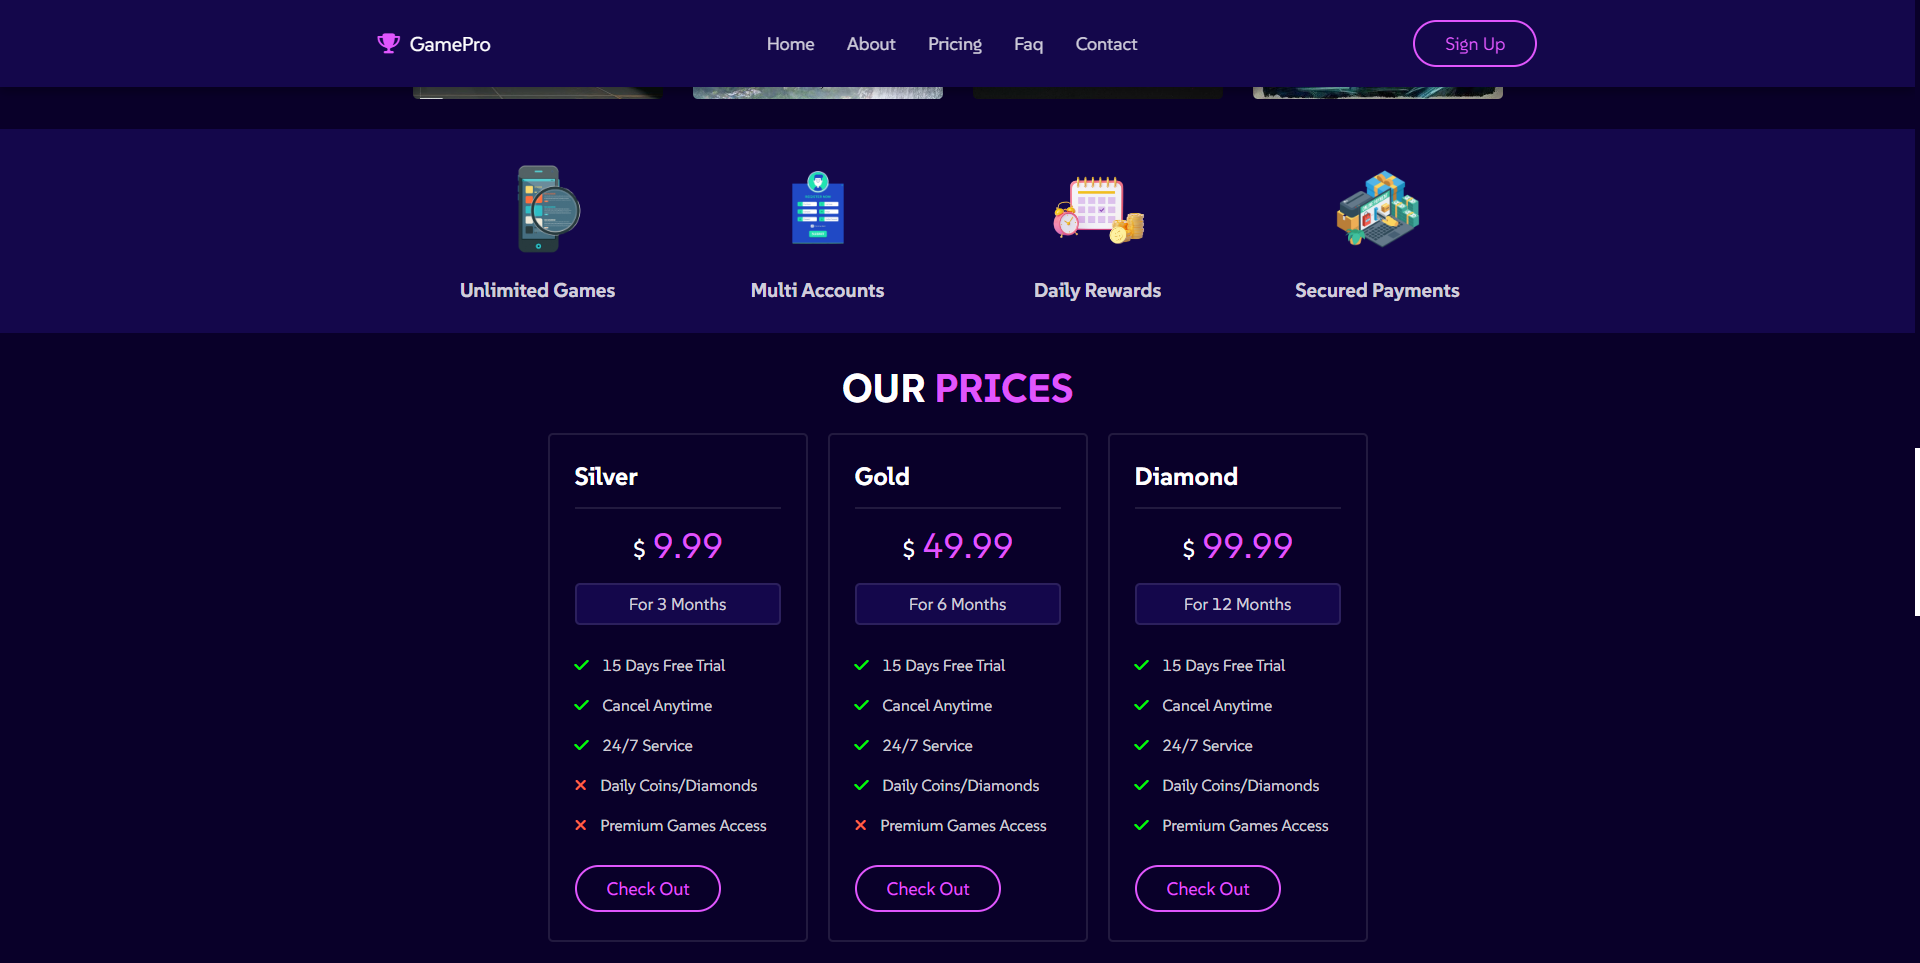 GamePro
Home
About
Pricing
Faq
Contact
Sign Up
Unlimited Games
Multi Accounts
Daily Rewards
Secured Payments
OUR PRICES
Silver
$ 9.99
For 3 Months
15 Days Free Trial
Cancel Anytime
24/7 Service
Daily Coins/Diamonds
Premium Games Access
Check Out
Gold
$ 49.99
For 6 Months
15 Days Free Trial
Cancel Anytime
24/7 Service
Daily Coins/Diamonds
Premium Games Access
Check Out
Diamond
$ 99.99
For 12 Months
15 Days Free Trial
Cancel Anytime
24/7 Service
Daily Coins/Diamonds
Premium Games Access
Check Out